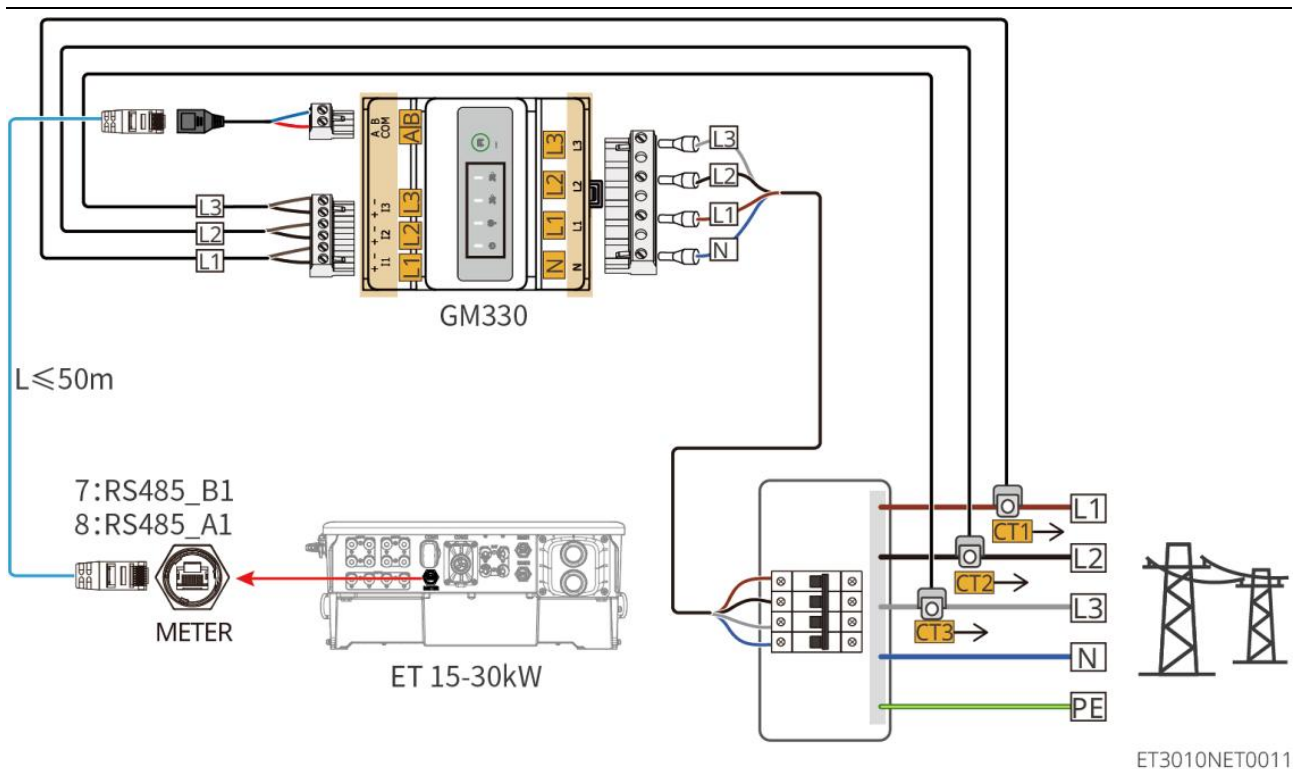 A B
COM
AB
L3
L3
L3
L2
L2
L2
L1
L1
L1
N
N
N
L3
L2
L1
+ - + - + -
I1 I2 I3
L3
L2
L1
GM330
L≤50m
7:RS485_B1
8:RS485_A1
METER
METER
ET 15-30kW
CT1
L1
CT2
L2
CT3
L3
N
PE
ET3010NET0011